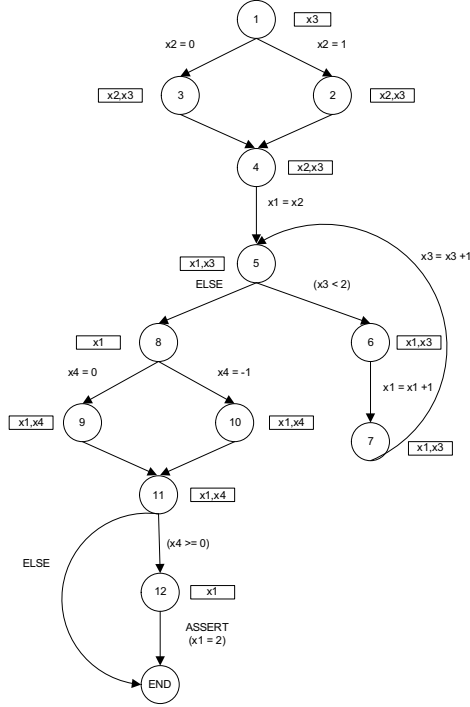 1
x3
x2 = 0
x2 = 1
x2,x3
3
2
x2,x3
4
x2,x3
x1 = x2
x3 = x3 +1
x1,x3
5
ELSE
(x3 < 2)
x1
8
6
x1,x3
x4 = 0
x4 = -1
x1 = x1 +1
x1,x4
9
10
x1,x4
7
x1,x3
11
x1,x4
(x4 >= 0)
ELSE
12
x1
ASSERT
(x1 = 2)
END